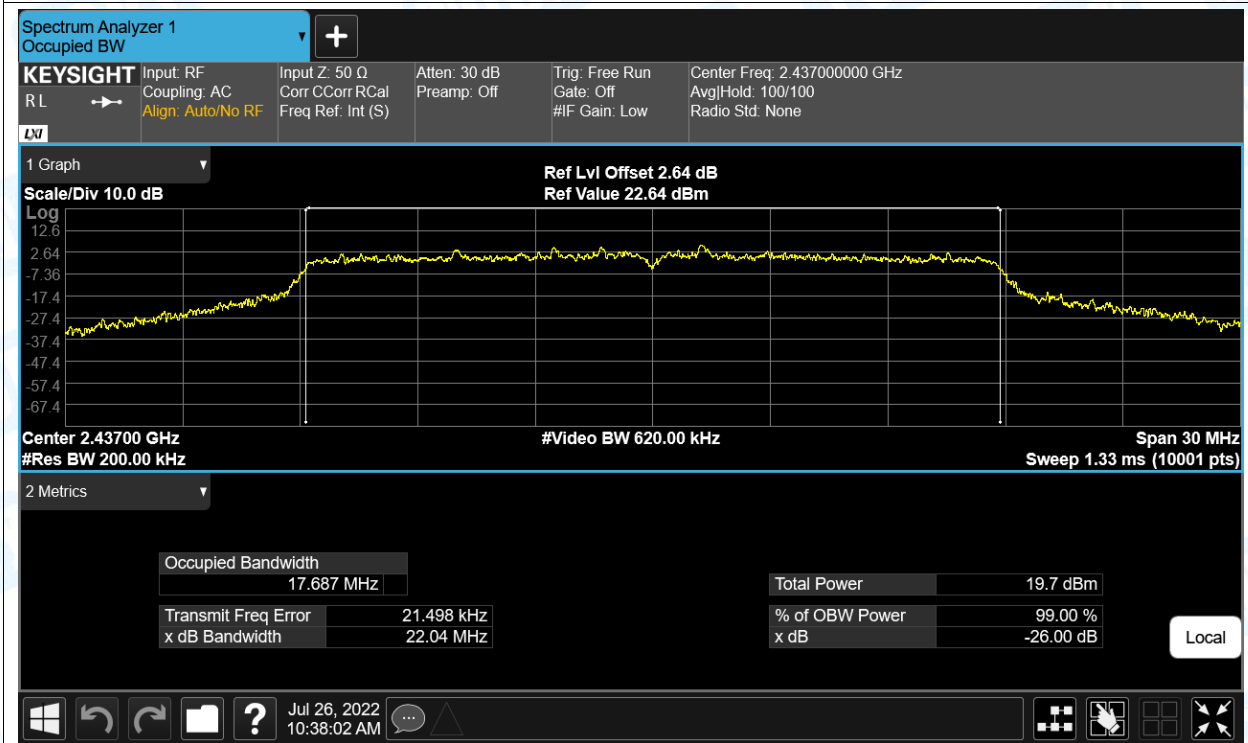 Spectrum Analyzer 1
Occupied BW
KEYSIGHT
R L
LXI
Input: RF
Coupling: AC
Align: Auto/No RF
Input Z: 50 Ω
Corr CCorr RCal
Freq Ref: Int (S)
Atten: 30 dB
Preamp: Off
Trig: Free Run
Gate: Off
#IF Gain: Low
Center Freq: 2.437000000 GHz
Avg|Hold: 100/100
Radio Std: None
1 Graph
Scale/Div 10.0 dB
Ref Lvl Offset 2.64 dB
Ref Value 22.64 dBm
Log
12.6
2.64
-7.36
-17.4
-27.4
-37.4
-47.4
-57.4
-67.4
Center 2.43700 GHz
#Res BW 200.00 kHz
#Video BW 620.00 kHz
Span 30 MHz
Sweep 1.33 ms (10001 pts)
2 Metrics
Occupied Bandwidth
17.687 MHz
Transmit Freq Error 21.498 kHz
x dB Bandwidth 22.04 MHz
Total Power 19.7 dBm
% of OBW Power 99.00 %
x dB -26.00 dB
Local
?
Jul 26, 2022
10:38:02 AM